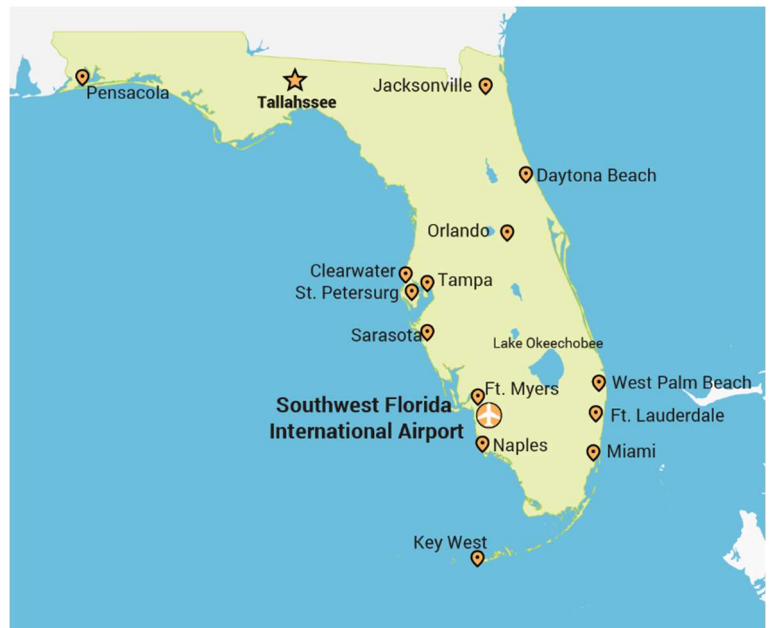 Pensacola
Tallahssee
Jacksonville
Daytona Beach
Orlando
Clearwater
Tampa
St. Petersurg
Sarasota
Lake Okeechobee
West Palm Beach
Ft. Myers
Southwest Florida
International Airport
Ft. Lauderdale
Naples
Miami
Key West